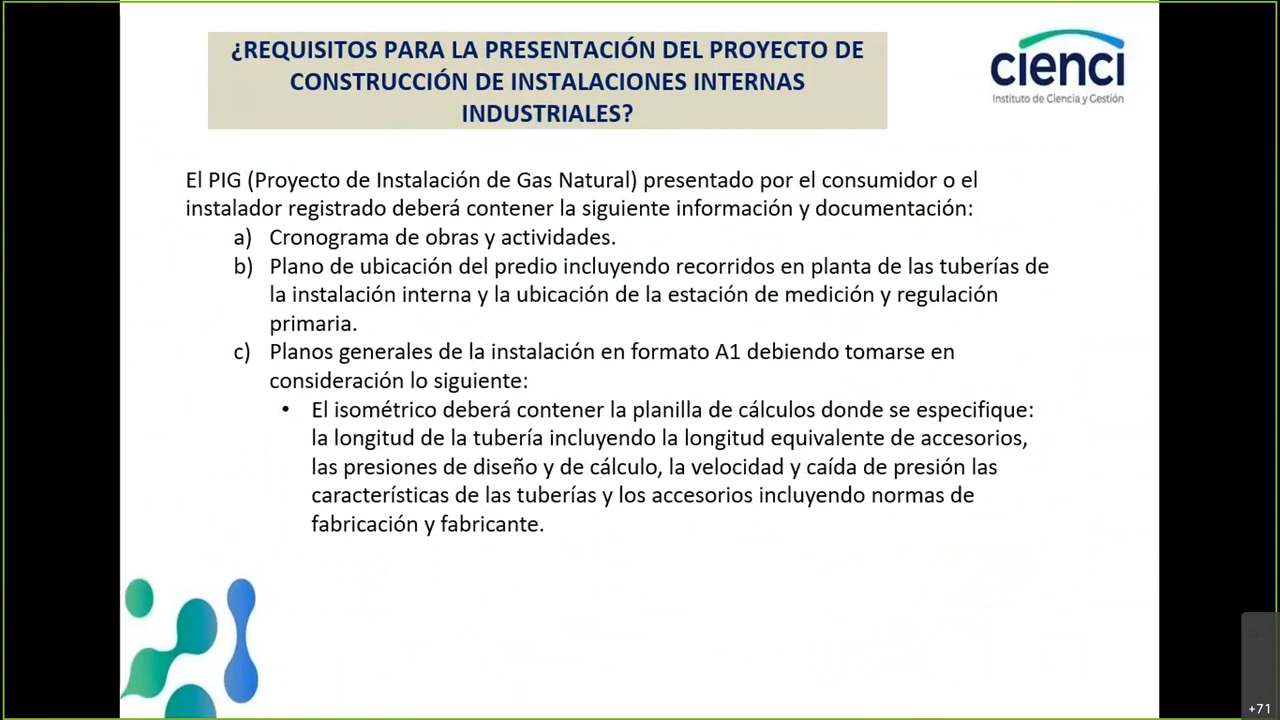 ¿REQUISITOS PARA LA PRESENTACIÓN DEL PROYECTO DE
CONSTRUCCIÓN DE INSTALACIONES INTERNAS
INDUSTRIALES?
cienci
Instituto de Ciencia y Gestión
El PIG (Proyecto de Instalación de Gas Natural) presentado por el consumidor o el
instalador registrado deberá contener la siguiente información y documentación:
a) Cronograma de obras y actividades.
b) Plano de ubicación del predio incluyendo recorridos en planta de las tuberías de
la instalación interna y la ubicación de la estación de medición y regulación
primaria.
c) Planos generales de la instalación en formato A1 debiendo tomarse en
consideración lo siguiente:
• El isométrico deberá contener la planilla de cálculos donde se especifique:
la longitud de la tubería incluyendo la longitud equivalente de accesorios,
las presiones de diseño y de cálculo, la velocidad y caída de presión las
características de las tuberías y los accesorios incluyendo normas de
fabricación y fabricante.
+71